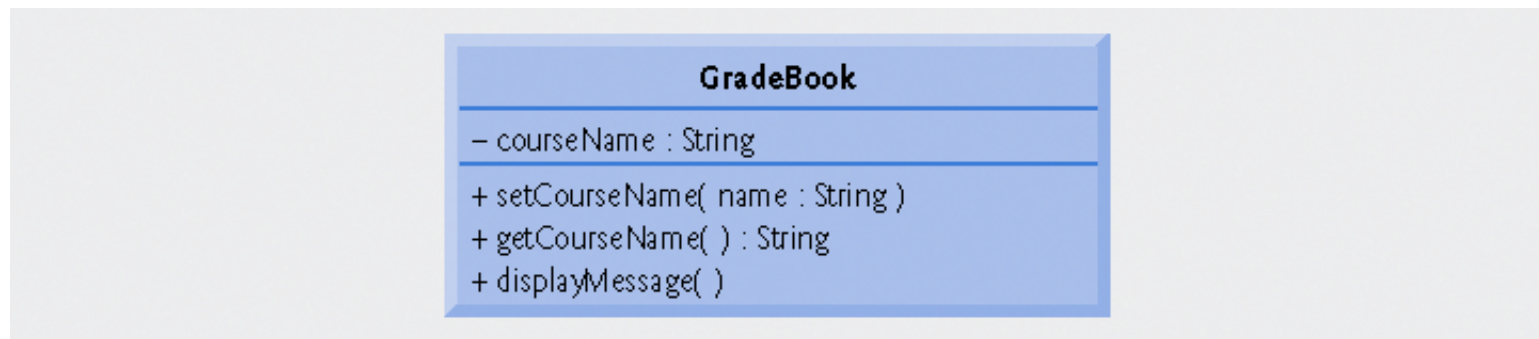 GradeBook
– courseName : String
+ setCourseName( name : String )
+ getCourseName( ) : String
+ displayMessage( )